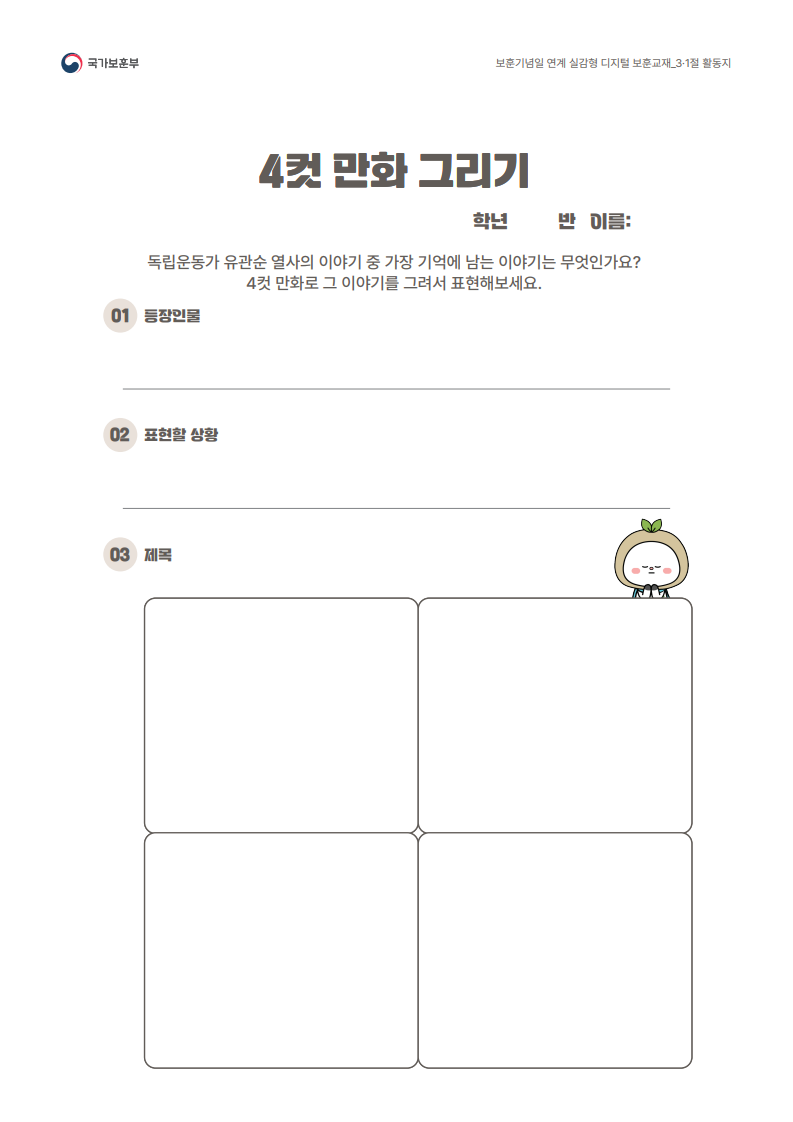 국가보훈부
보훈기념일 연계 실감형 디지털 보훈교재_3·1절 활동지
4컷 만화 그리기
학년 반 이름:
독립운동가 유관순 열사의 이야기 중 가장 기억에 남는 이야기는 무엇인가요?
4컷 만화로 그 이야기를 그려서 표현해보세요.
01 등장인물
02 표현할 상황
03 제목